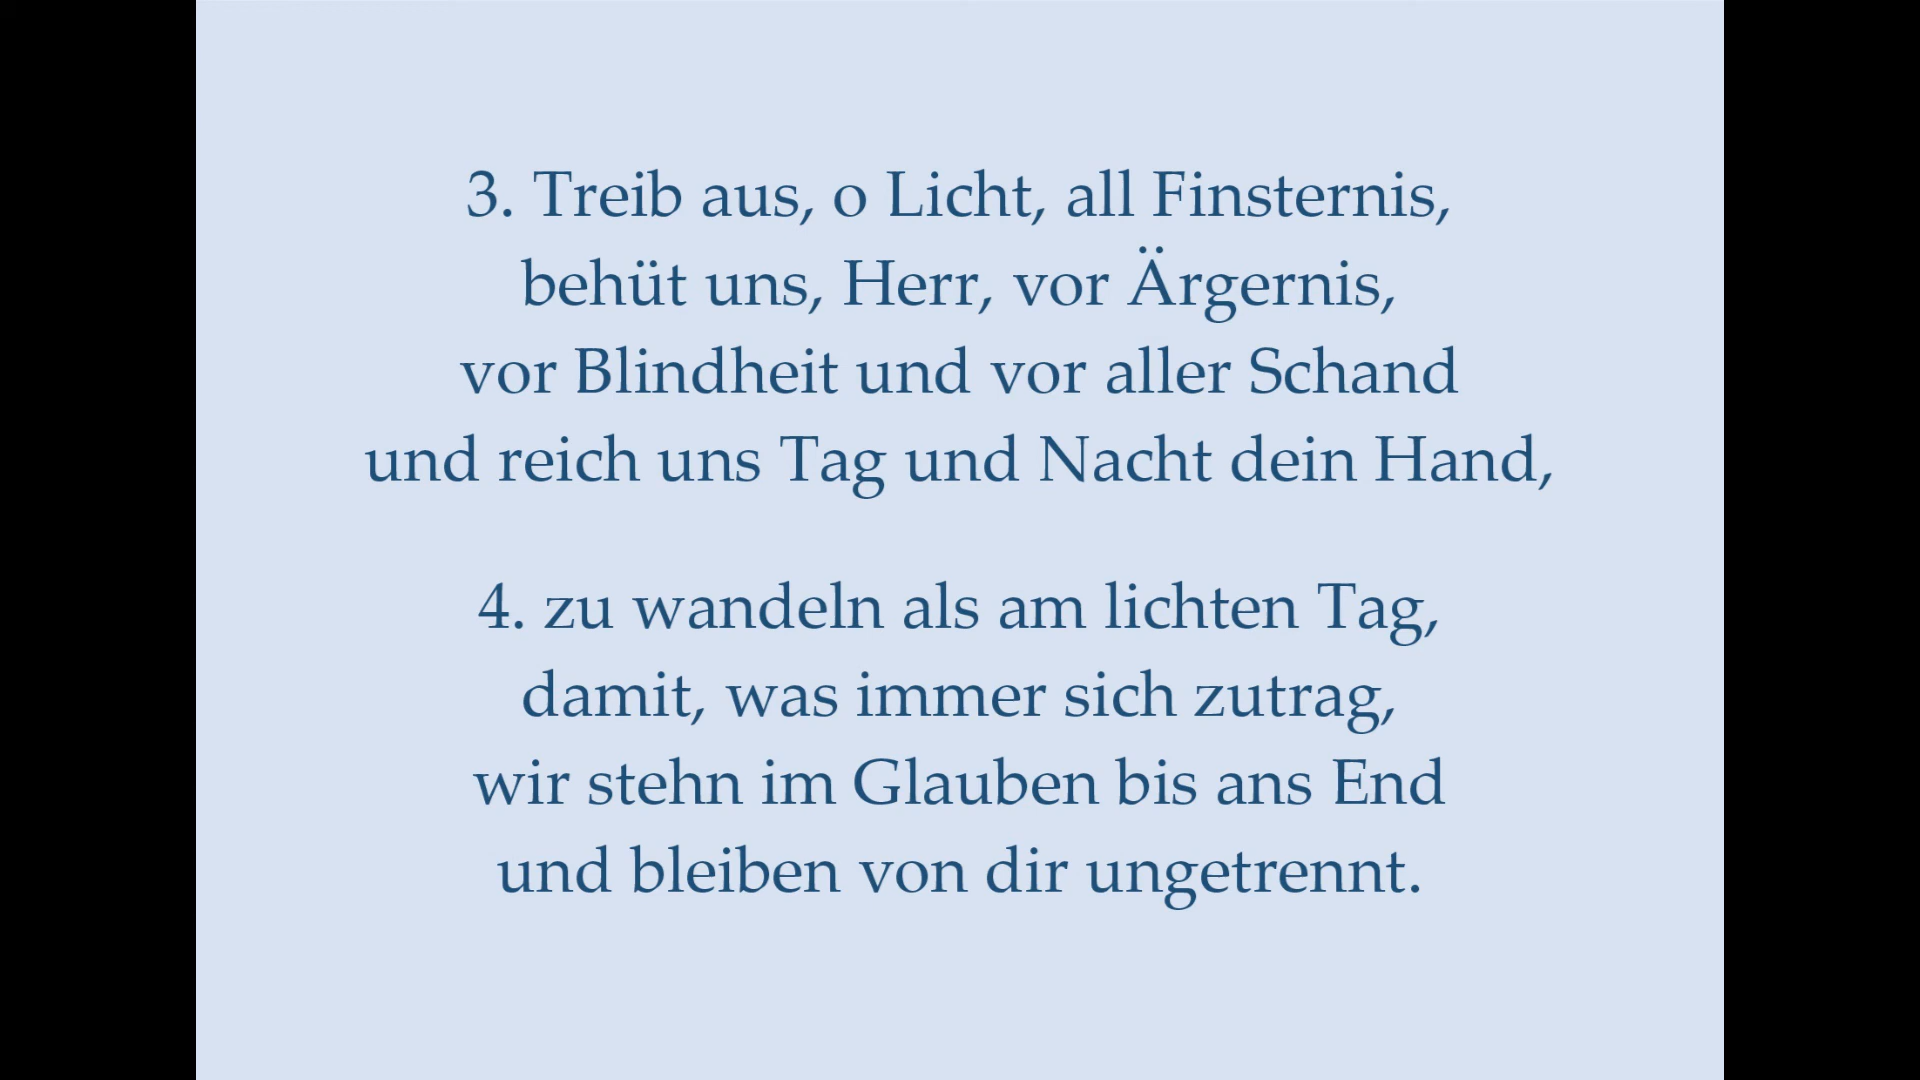 3. Treib aus, o Licht, all Finsternis,
behüt uns, Herr, vor Ärgernis,
vor Blindheit und vor aller Schand
und reich uns Tag und Nacht dein Hand,
4. zu wandeln als am lichten Tag,
damit, was immer sich zutrag,
wir stehn im Glauben bis ans End
und bleiben von dir ungetrennt.